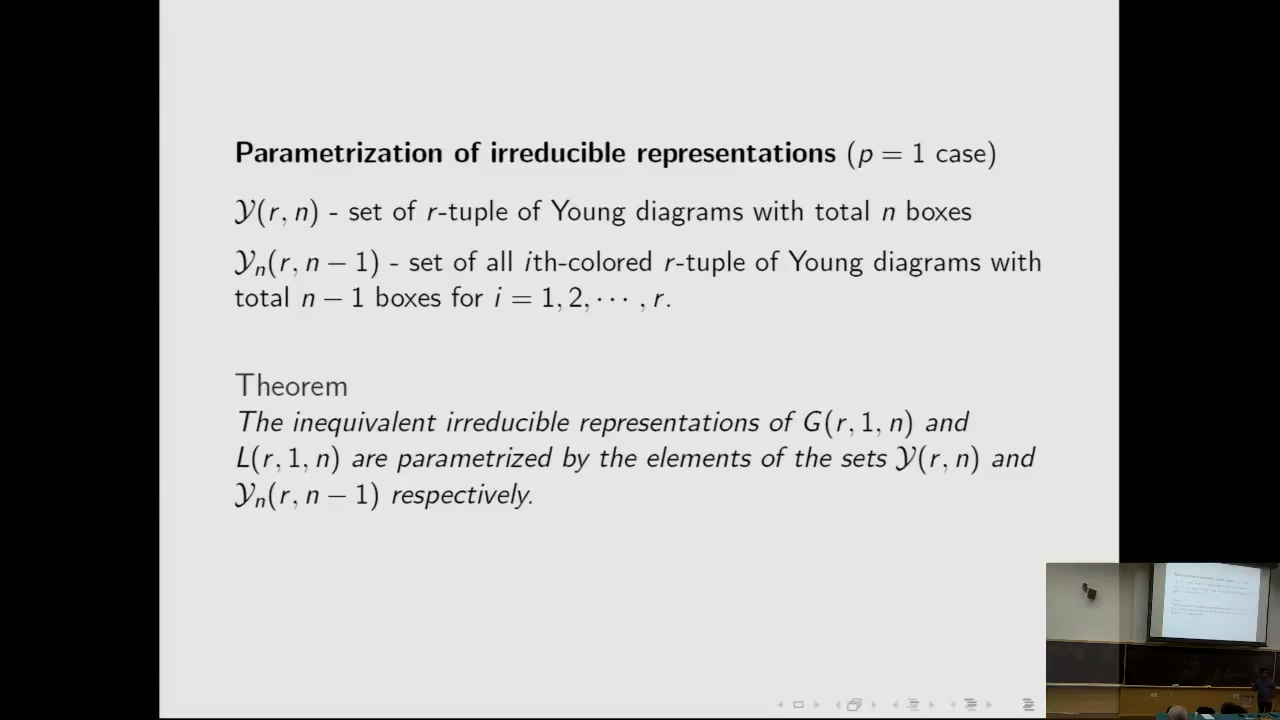 Parametrization of irreducible representations (p = 1 case)
𝒴(r, n) - set of r-tuple of Young diagrams with total n boxes
𝒴ₙ(r, n − 1) - set of all ith-colored r-tuple of Young diagrams with
total n − 1 boxes for i = 1, 2, ⋯ , r.
Theorem
The inequivalent irreducible representations of G(r, 1, n) and
L(r, 1, n) are parametrized by the elements of the sets 𝒴(r, n) and
𝒴ₙ(r, n − 1) respectively.